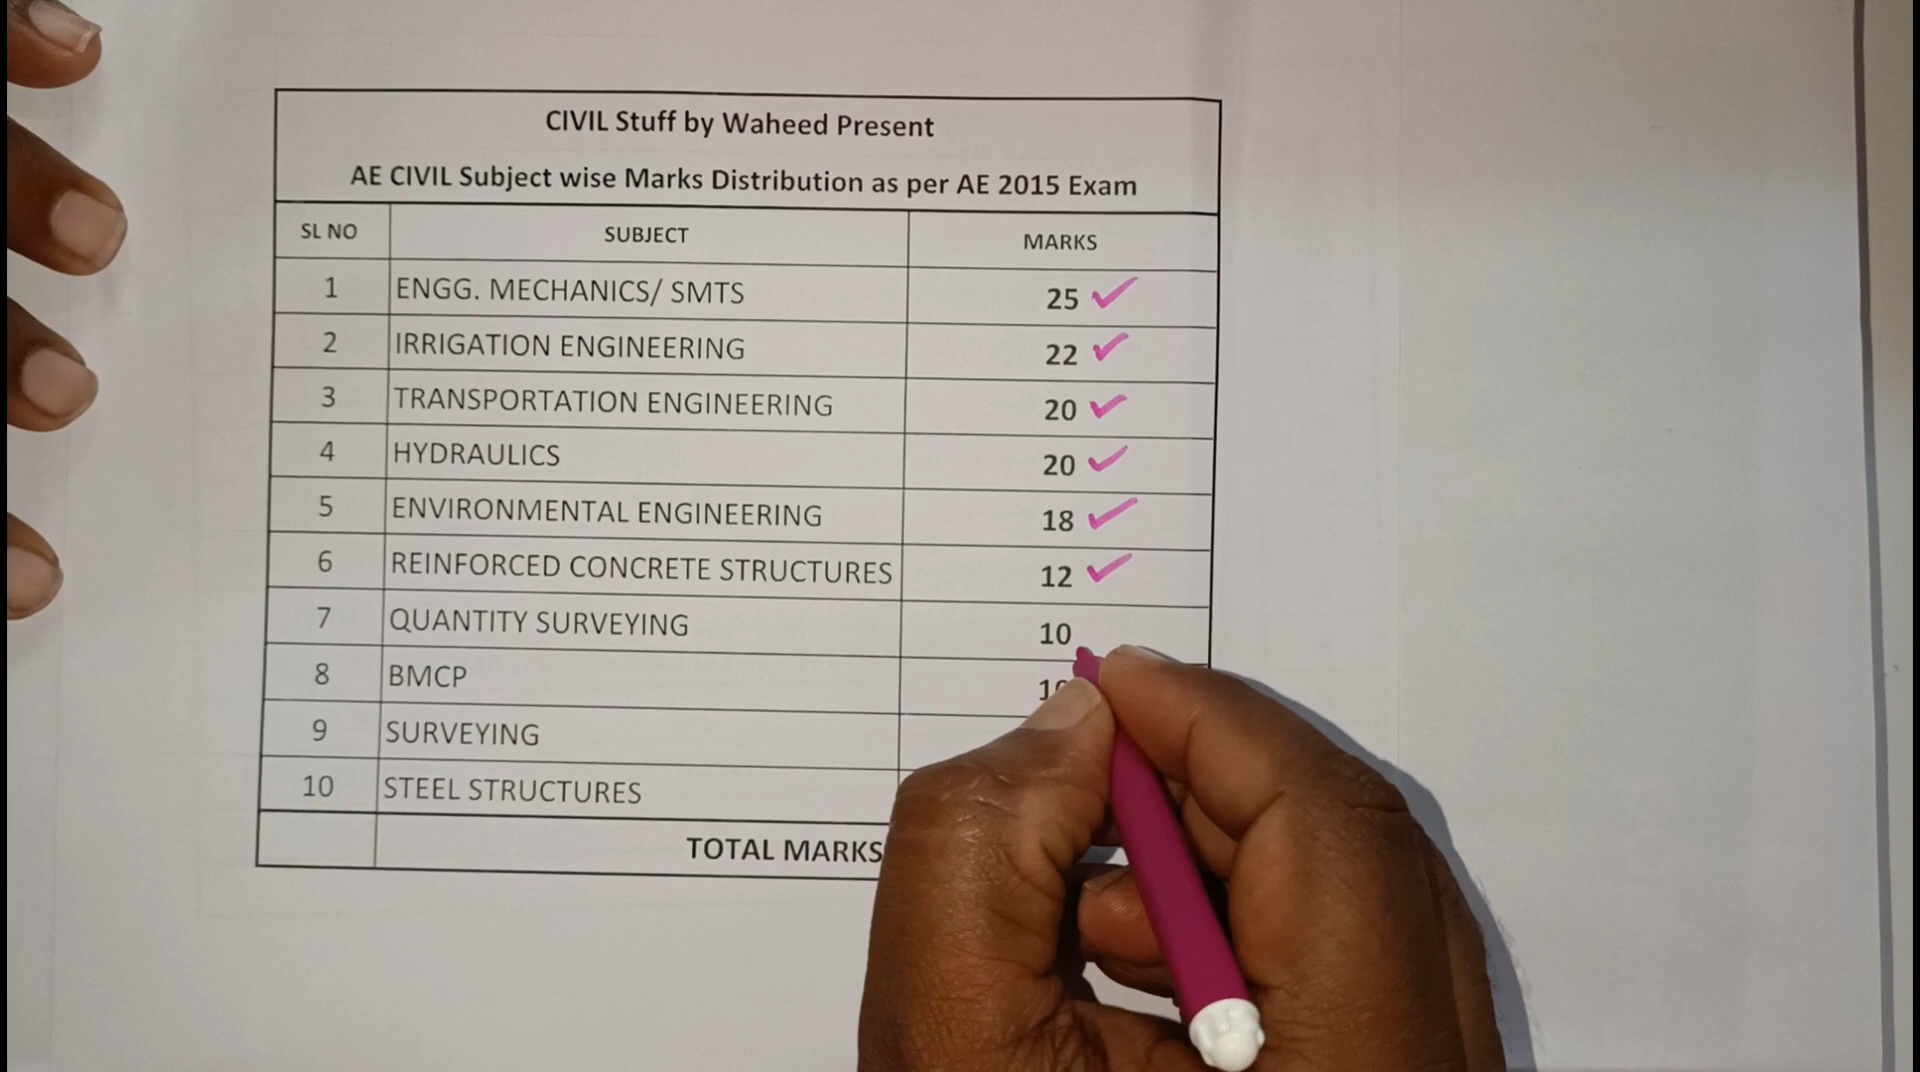 CIVIL Stuff by Waheed Present
AE CIVIL Subject wise Marks Distribution as per AE 2015 Exam
SL NO SUBJECT MARKS
1 ENGG. MECHANICS/ SMTS 25
2 IRRIGATION ENGINEERING 22
3 TRANSPORTATION ENGINEERING 20
4 HYDRAULICS 20
5 ENVIRONMENTAL ENGINEERING 18
6 REINFORCED CONCRETE STRUCTURES 12
7 QUANTITY SURVEYING 10
8 BMCP
9 SURVEYING
10 STEEL STRUCTURES
TOTAL MARKS